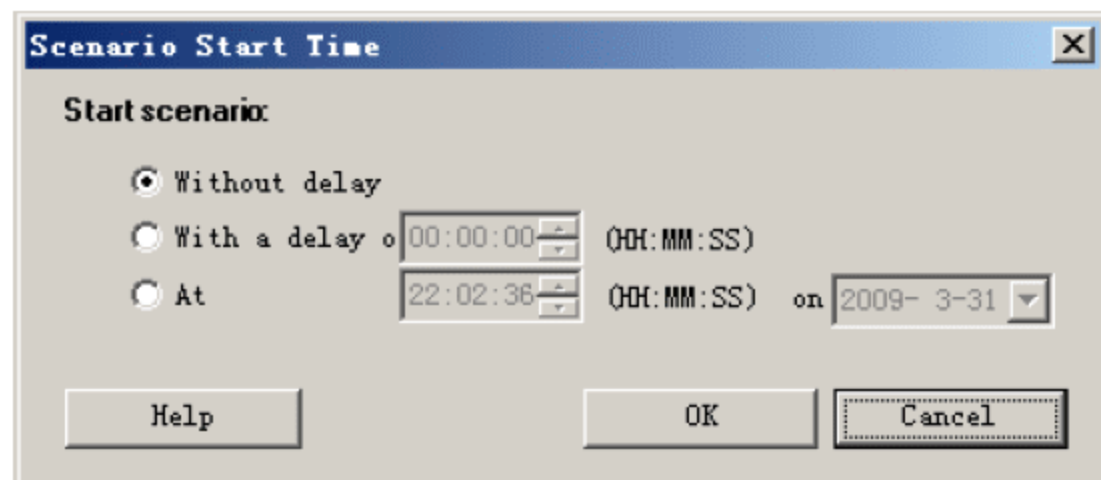 Scenario Start Time
Start scenario:
Without delay
With a delay o 00:00:00 (HH:MM:SS)
At 22:02:36 (HH:MM:SS) on 2009- 3-31
Help OK Cancel